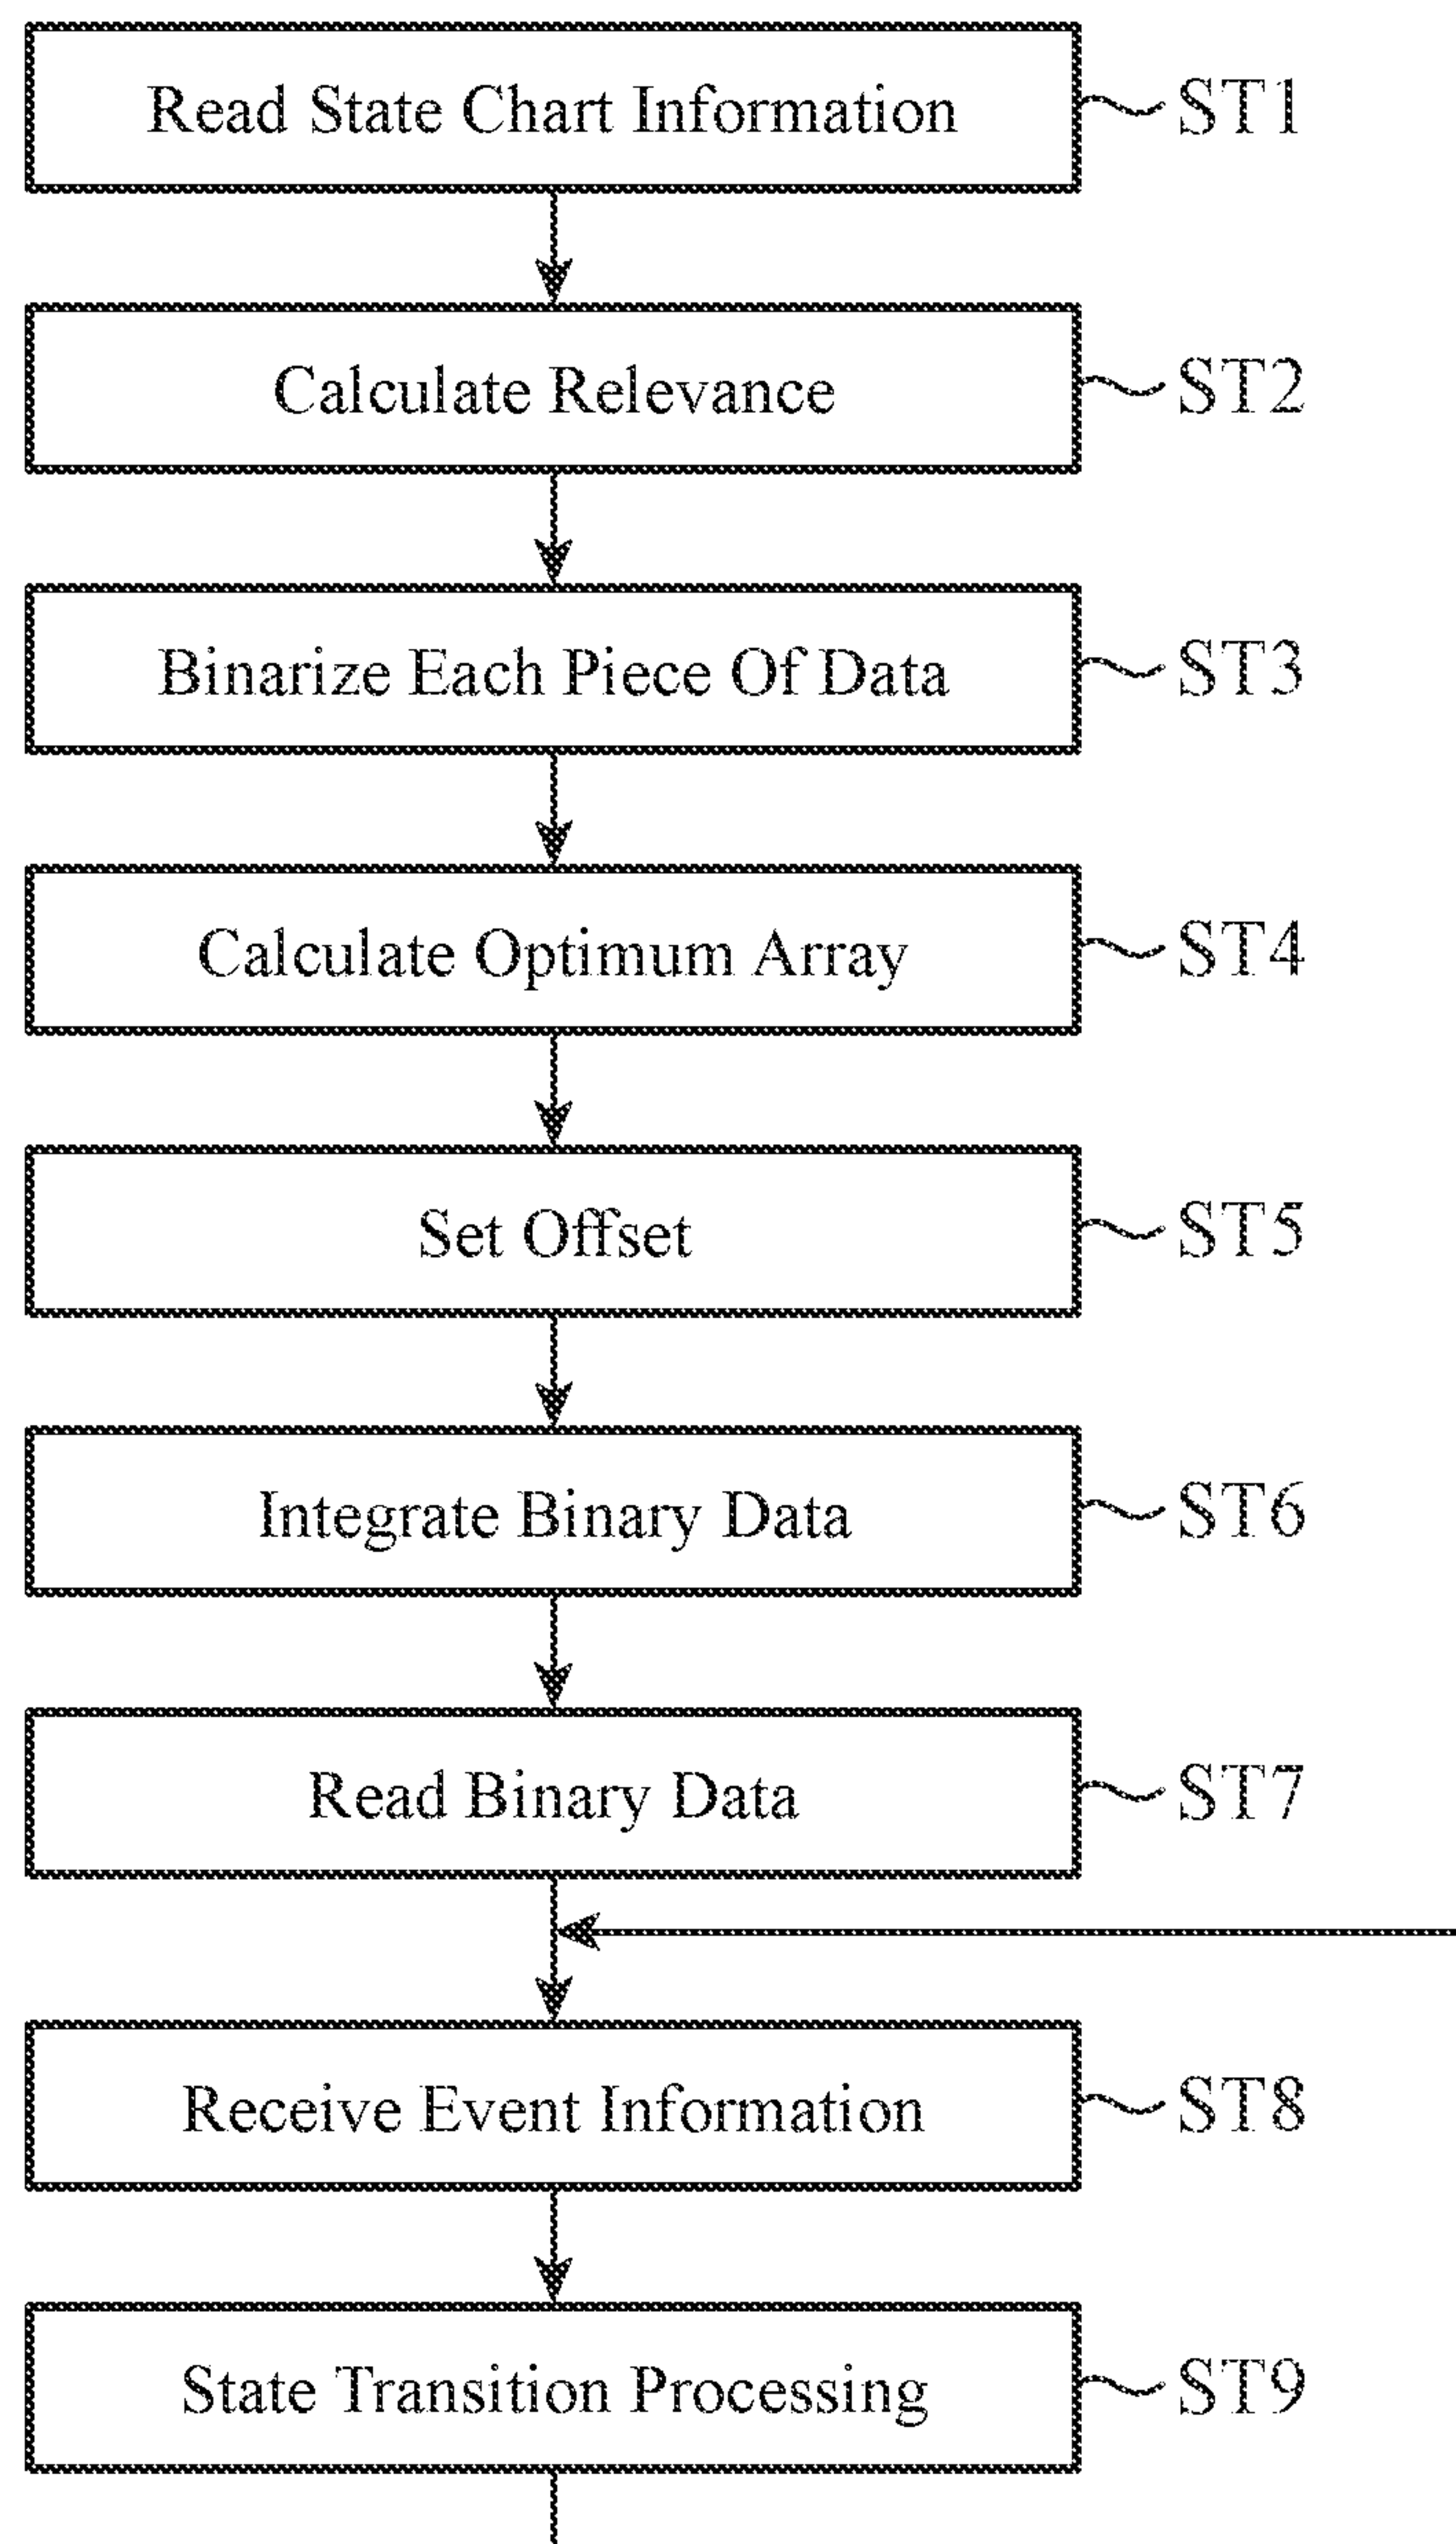 Read State Chart Information ST1
Calculate Relevance ST2
Binarize Each Piece Of Data ST3
Calculate Optimum Array ST4
Set Offset ST5
Integrate Binary Data ST6
Read Binary Data ST7
Receive Event Information ST8
State Transition Processing ST9